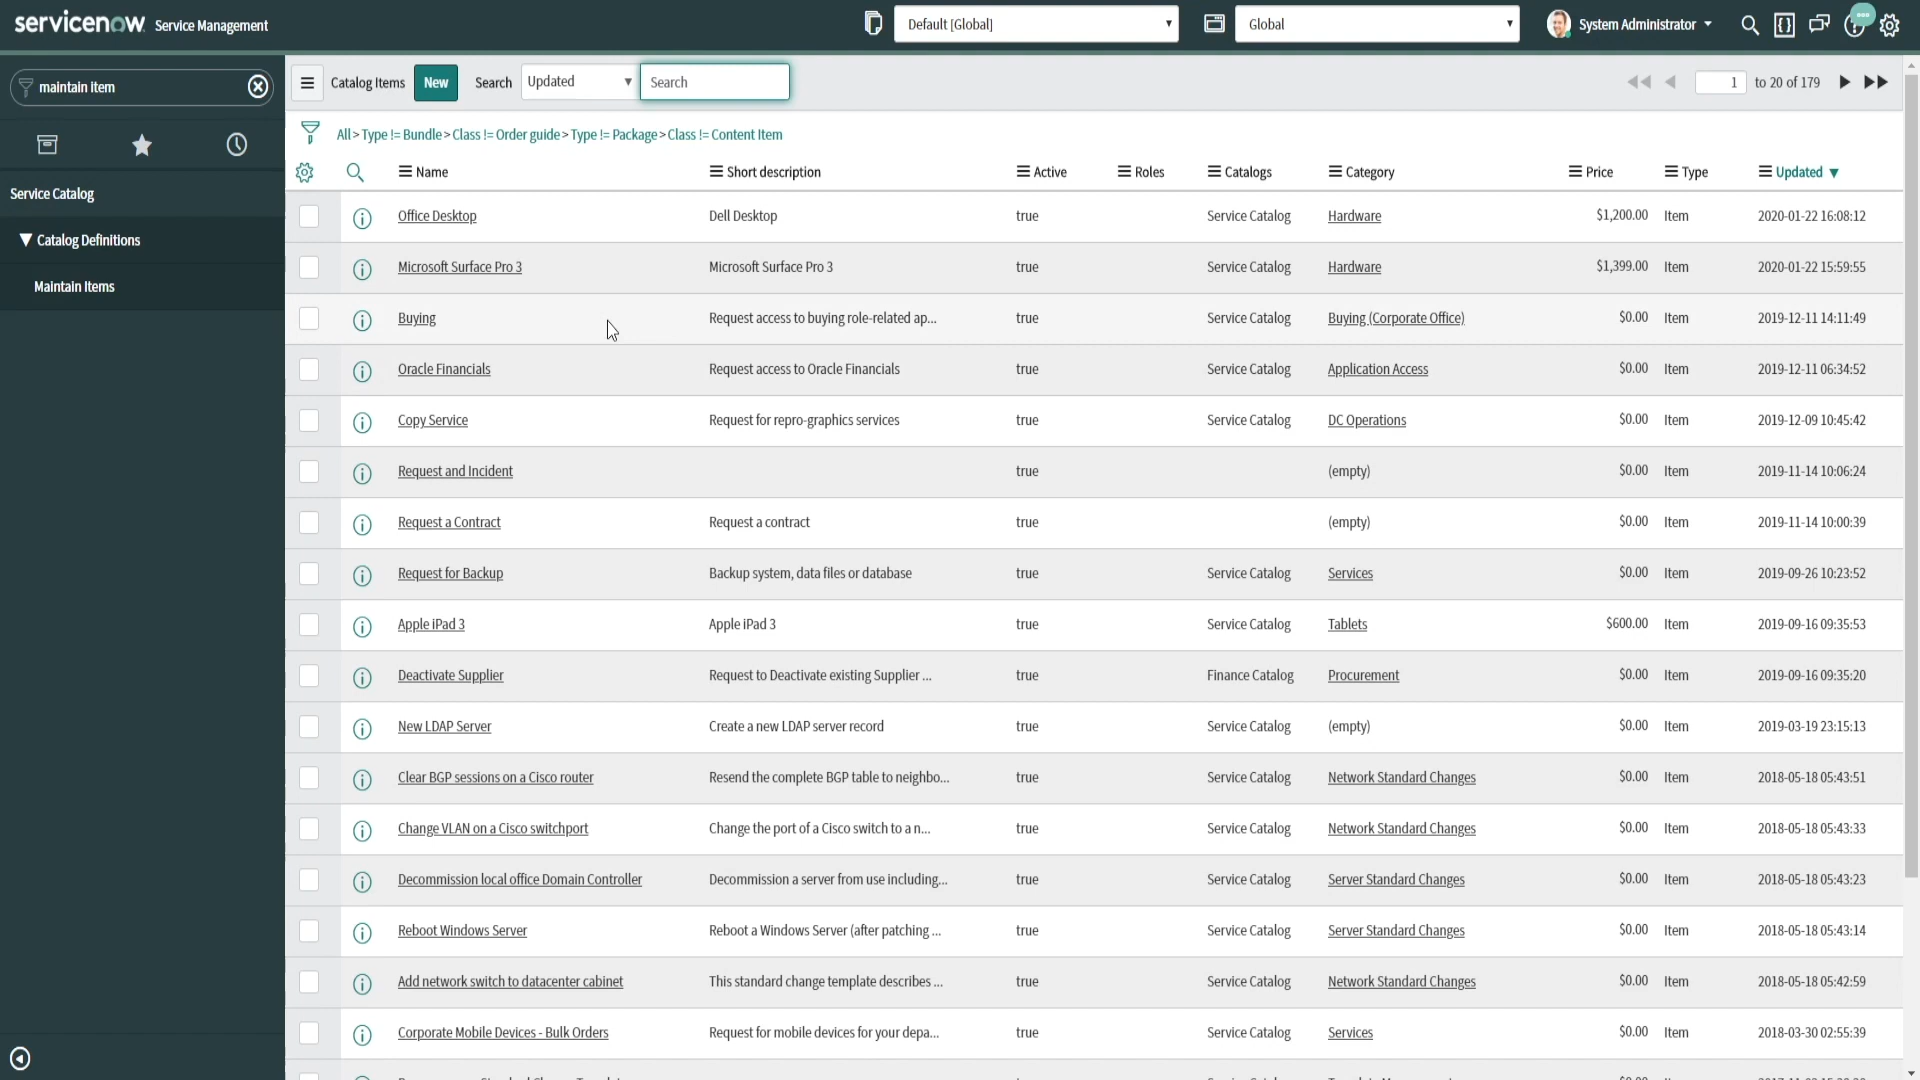 servicenow Service Management
Default [Global]
Global
System Administrator
maintain item
Catalog Items New Search Updated Search 1 to 20 of 179
All > Type != Bundle > Class != Order guide > Type != Package > Class != Content Item
Service Catalog
Catalog Definitions
Maintain Items
Name Short description Active Roles Catalogs Category Price Type Updated
Office Desktop Dell Desktop true Service Catalog Hardware $1,200.00 Item 2020-01-22 16:08:12
Microsoft Surface Pro 3 Microsoft Surface Pro 3 true Service Catalog Hardware $1,399.00 Item 2020-01-22 15:59:55
Buying Request access to buying role-related ap... true Service Catalog Buying (Corporate Office) $0.00 Item 2019-12-11 14:11:49
Oracle Financials Request access to Oracle Financials true Service Catalog Application Access $0.00 Item 2019-12-11 06:34:52
Copy Service Request for repro-graphics services true Service Catalog DC Operations $0.00 Item 2019-12-09 10:45:42
Request and Incident true (empty) $0.00 Item 2019-11-14 10:06:24
Request a Contract Request a contract true (empty) $0.00 Item 2019-11-14 10:00:39
Request for Backup Backup system, data files or database true Service Catalog Services $0.00 Item 2019-09-26 10:23:52
Apple iPad 3 Apple iPad 3 true Service Catalog Tablets $600.00 Item 2019-09-16 09:35:53
Deactivate Supplier Request to Deactivate existing Supplier ... true Finance Catalog Procurement $0.00 Item 2019-09-16 09:35:20
New LDAP Server Create a new LDAP server record true Service Catalog (empty) $0.00 Item 2019-03-19 23:15:13
Clear BGP sessions on a Cisco router Resend the complete BGP table to neighbo... true Service Catalog Network Standard Changes $0.00 Item 2018-05-18 05:43:51
Change VLAN on a Cisco switchport Change the port of a Cisco switch to a n... true Service Catalog Network Standard Changes $0.00 Item 2018-05-18 05:43:33
Decommission local office Domain Controller Decommission a server from use including... true Service Catalog Server Standard Changes $0.00 Item 2018-05-18 05:43:23
Reboot Windows Server Reboot a Windows Server (after patching ... true Service Catalog Server Standard Changes $0.00 Item 2018-05-18 05:43:14
Add network switch to datacenter cabinet This standard change template describes ... true Service Catalog Network Standard Changes $0.00 Item 2018-05-18 05:42:59
Corporate Mobile Devices - Bulk Orders Request for mobile devices for your depa... true Service Catalog Services $0.00 Item 2018-03-30 02:55:39